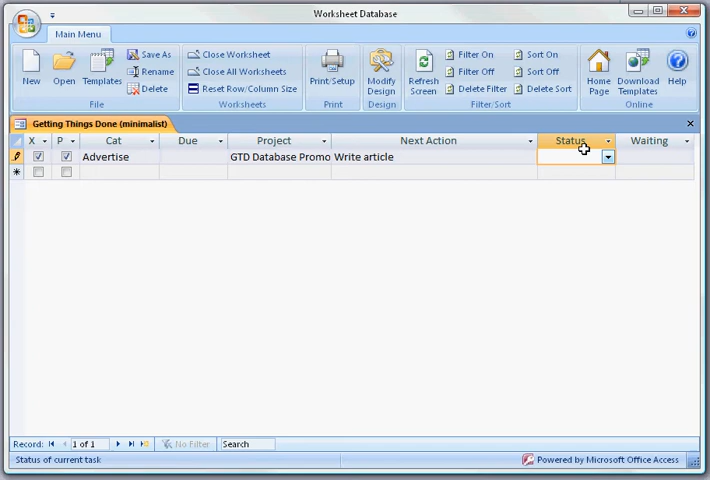 Worksheet Database
Main Menu
New
Open
Templates
Save As
Rename
Delete
File
Close Worksheet
Close All Worksheets
Reset Row/Column Size
Worksheets
Print/Setup
Print
Modify Design
Design
Refresh Screen
Filter On
Filter Off
Delete Filter
Sort On
Sort Off
Delete Sort
Filter/Sort
Home Page
Download Templates
Help
Online
Getting Things Done (minimalist)
X P Cat Due Project Next Action Status Waiting
Advertise GTD Database Promo Write article
Record: 1 of 1 No Filter Search
Status of current task Powered by Microsoft Office Access